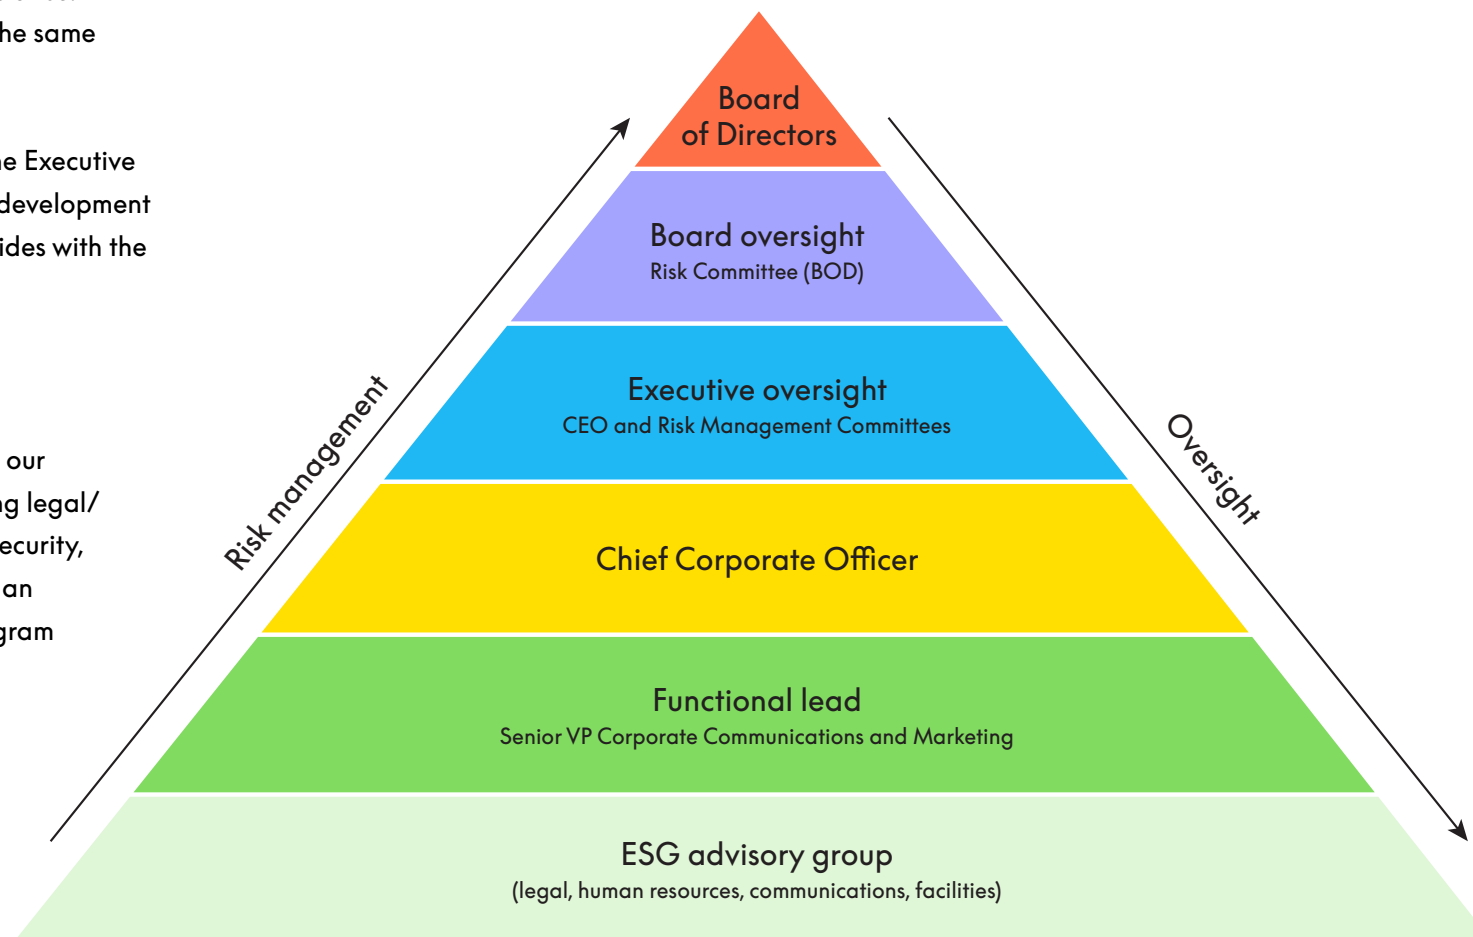 he same
e Executive
development
ides with the
our
g legal/
ecurity,
an
gram
Board
of Directors
Board oversight
Risk Committee (BOD)
Executive oversight
CEO and Risk Management Committees
Chief Corporate Officer
Functional lead
Senior VP Corporate Communications and Marketing
ESG advisory group
(legal, human resources, communications, facilities)
Risk management
Oversight